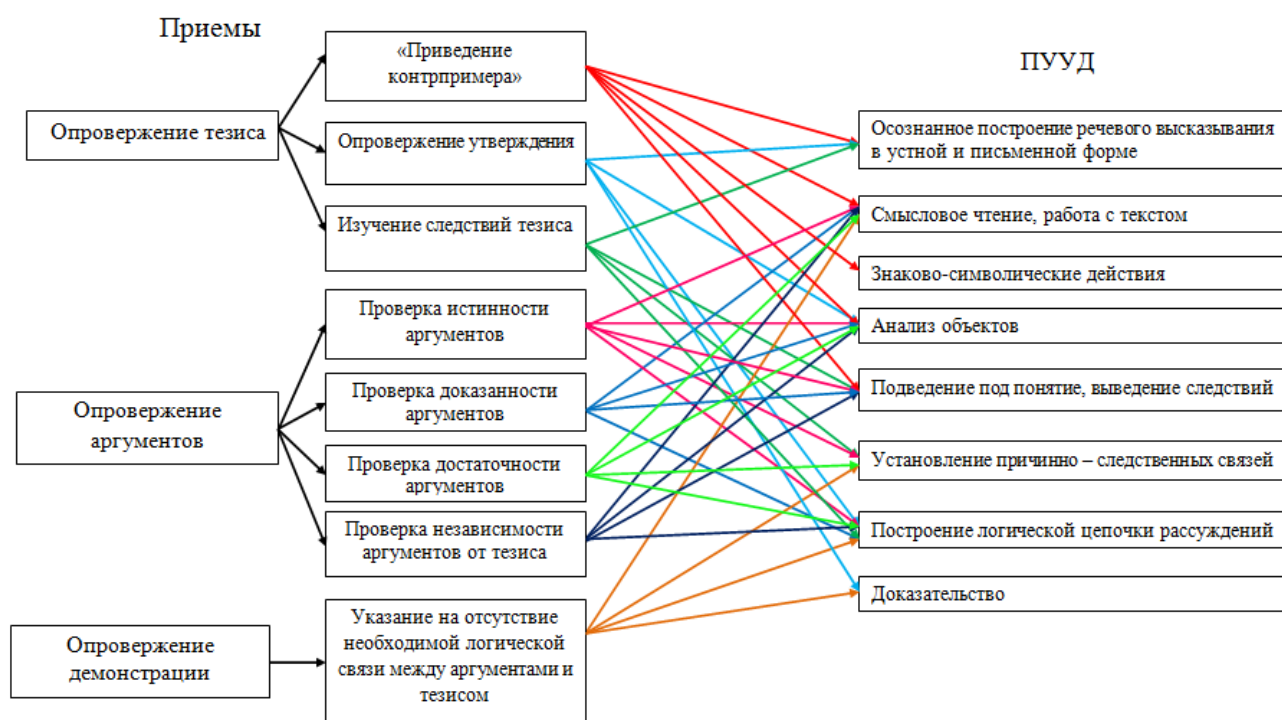 Приемы
Опровержение тезиса
Опровержение
аргументов
Опровержение
демонстрации
«Приведение
контрпримера»
Опровержение утверждения
Изучение следствий тезиса
Проверка истинности
аргументов
Проверка доказанности
аргументов
Проверка достаточности
аргументов
Проверка независимости
аргументов от тезиса
Указание на отсутствие
необходимой логической
связи между аргументами и
тезисом
ПУУД
Осознанное построение речевого высказывания
в устной и письменной форме
Смысловое чтение, работа с текстом
Знаково-символические действия
Анализ объектов
Подведение под понятие, выведение следствий
Установление причинно – следственных связей
Построение логической цепочки рассуждений
Доказательство